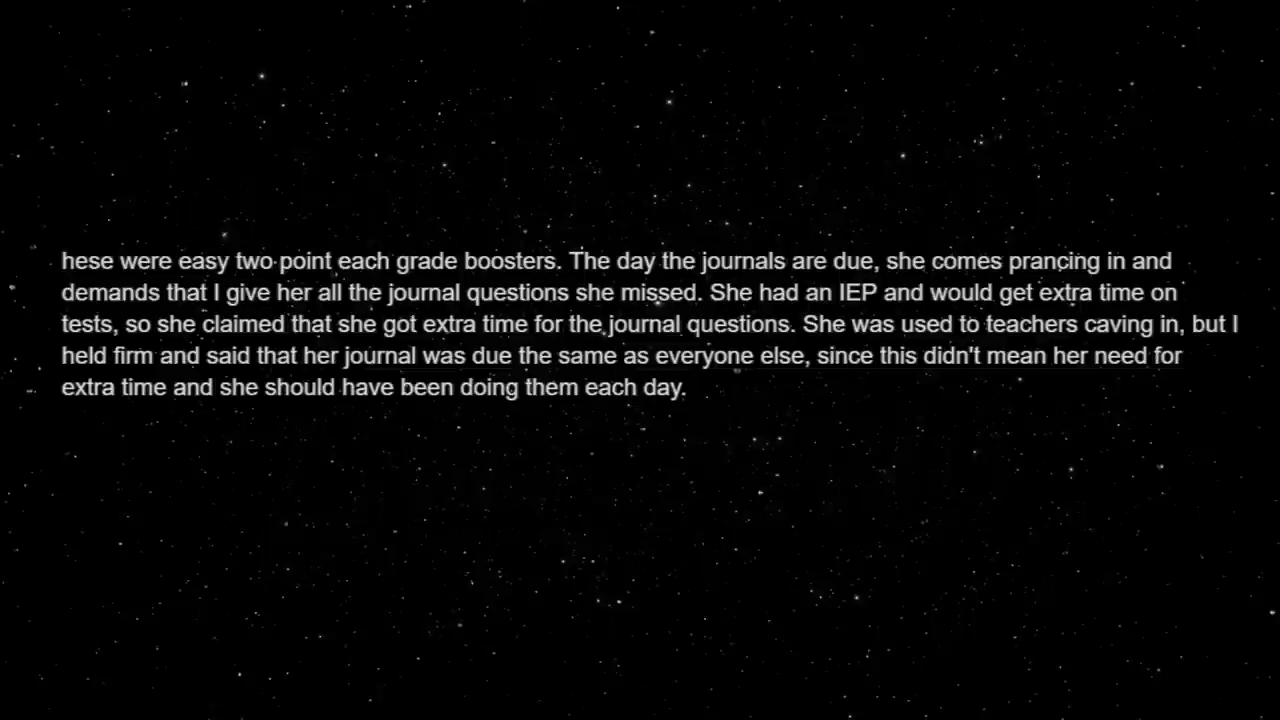 hese were easy two point each grade boosters. The day the journals are due, she comes prancing in and
demands that I give her all the journal questions she missed. She had an IEP and would get extra time on
tests, so she claimed that she got extra time for the journal questions. She was used to teachers caving in, but I
held firm and said that her journal was due the same as everyone else, since this didn't mean her need for
extra time and she should have been doing them each day.